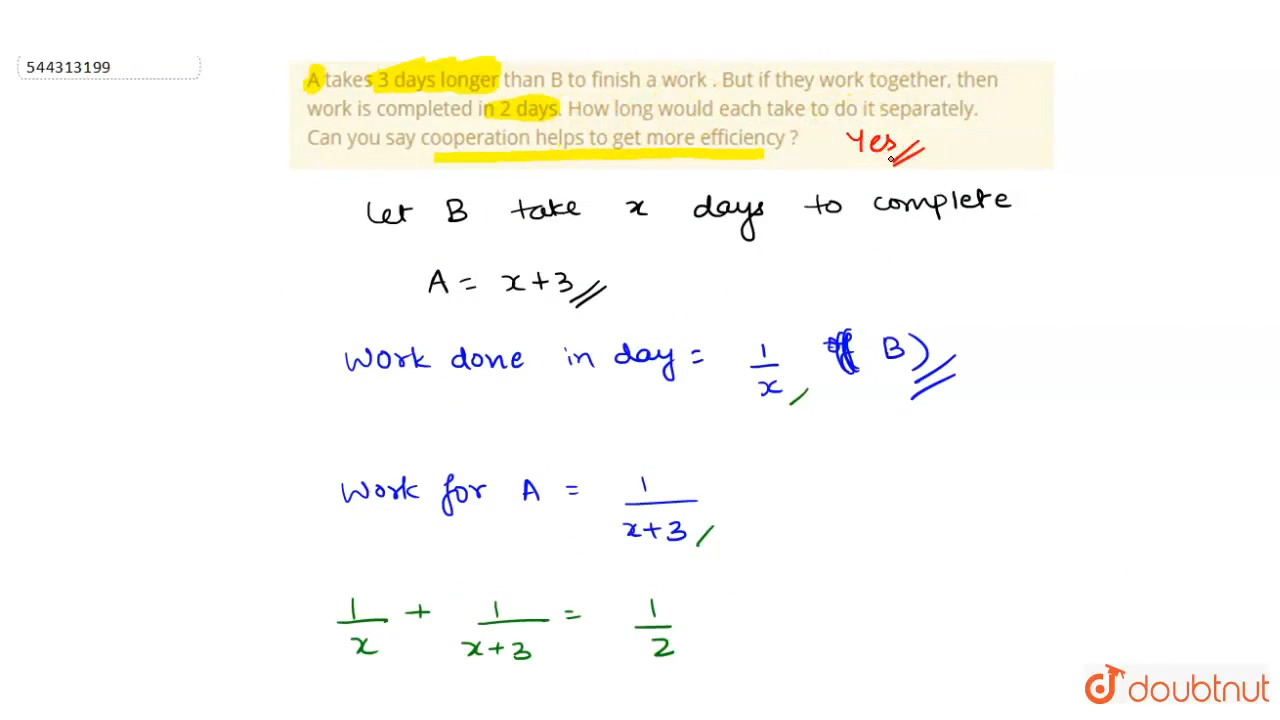 544313199
A takes 3 days longer than B to finish a work . But if they work together, then
work is completed in 2 days. How long would each take to do it separately.
Can you say cooperation helps to get more efficiency ?
Yes
Let B take x days to complete
A = x+3
Work done in day = 1/x B)
Work for A = 1/(x+3)
1/x + 1/(x+3) = 1/2
doubtnut